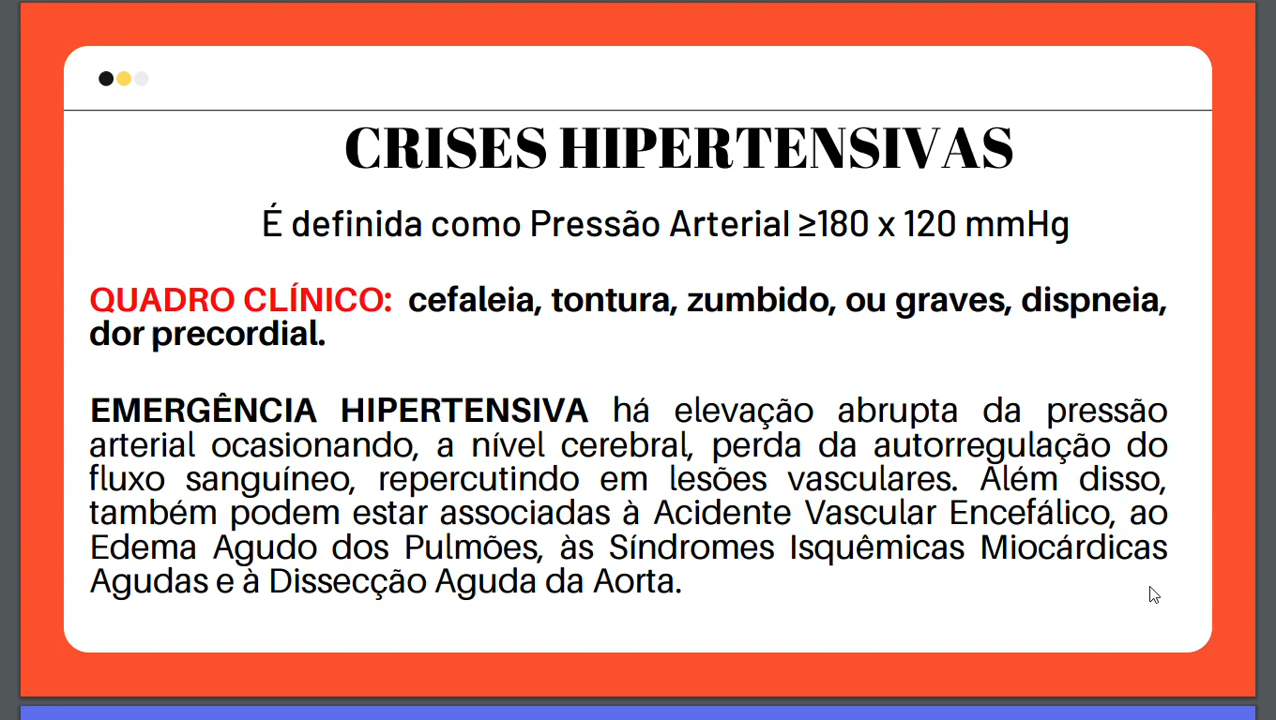 CRISES HIPERTENSIVAS
É definida como Pressão Arterial ≥180 x 120 mmHg
QUADRO CLÍNICO: cefaleia, tontura, zumbido, ou graves, dispneia,
dor precordial.
EMERGÊNCIA HIPERTENSIVA há elevação abrupta da pressão
arterial ocasionando, a nível cerebral, perda da autorregulação do
fluxo sanguíneo, repercutindo em lesões vasculares. Além disso,
também podem estar associadas à Acidente Vascular Encefálico, ao
Edema Agudo dos Pulmões, às Síndromes Isquêmicas Miocárdicas
Agudas e à Dissecção Aguda da Aorta.